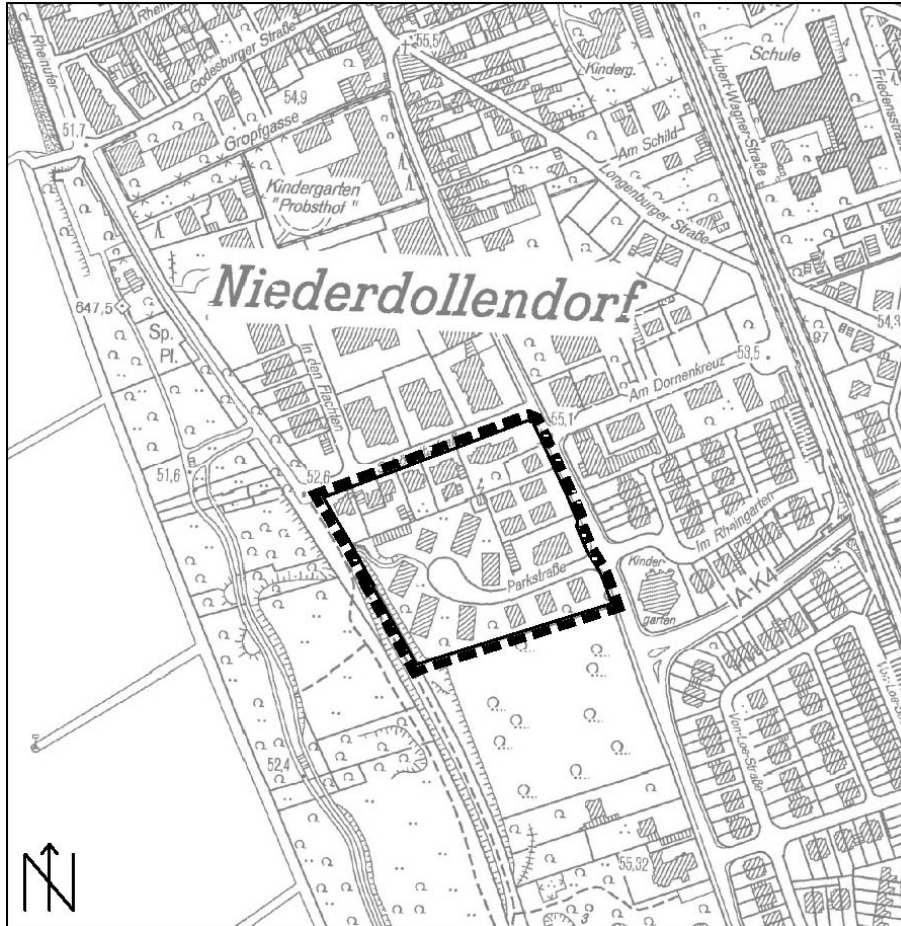 Rheinufer
Godesburger Straße
55,5
Kinderg.
Schule
Hubert-Wagner-Straße
54,9
51,7
Gropfgasse
Am Schild
Longenburger Straße
Kindergarten
"Probsthof"
Niederdollendorf
647,5
Sp.
Pl.
In den Flachten
54,3
53,5
Am Dornenkreuz
55,1
52,6
51,6
Im Rheingarten
Parkstraße
Kinder
garten
Von-Loe-Straße
52,4
55,32
N